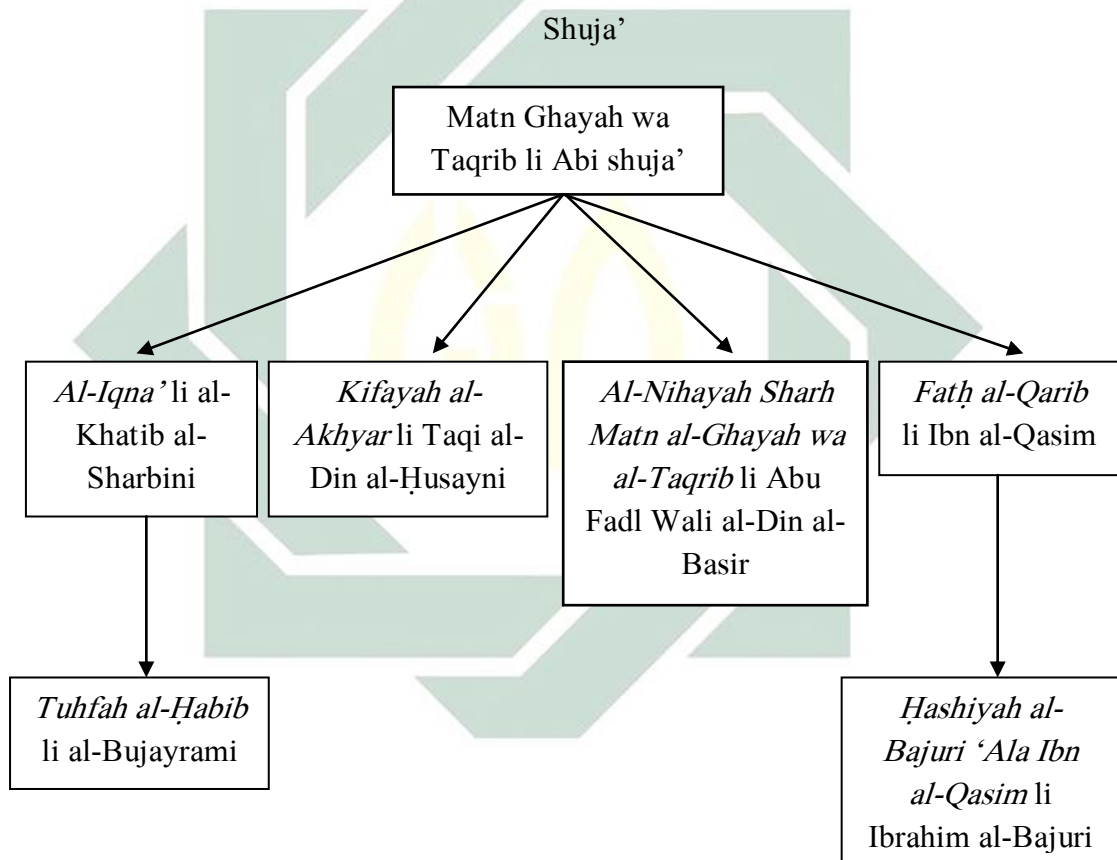 Shuja’
Matn Ghayah wa
Taqrib li Abi shuja’
Al-Iqna’ li al-
Khatib al-
Sharbini
Kifayah al-
Akhyar li Taqi al-
Din al-Ḥusayni
Al-Nihayah Sharh
Matn al-Ghayah wa
al-Taqrib li Abu
Fadl Wali al-Din al-
Basir
Fatḥ al-Qarib
li Ibn al-Qasim
Tuhfah al-Ḥabib
li al-Bujayrami
Ḥashiyah al-
Bajuri ‘Ala Ibn
al-Qasim li
Ibrahim al-Bajuri